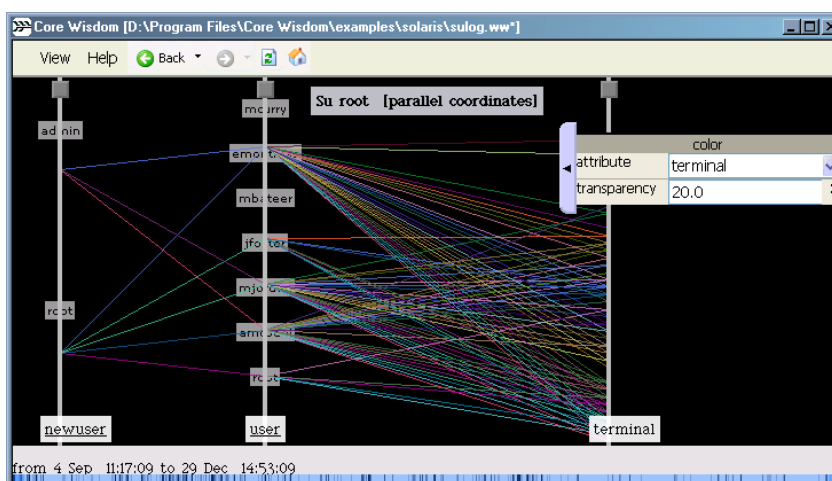 Core Wisdom [D:\Program Files\Core Wisdom\examples\solaris\sulog.ww*]
View Help Back
Su root [parallel coordinates]
mcurry
admin
color
attribute terminal
transparency 20.0
mbateer
root
root
newuser user terminal
from 4 Sep 11:17:09 to 29 Dec 14:53:09